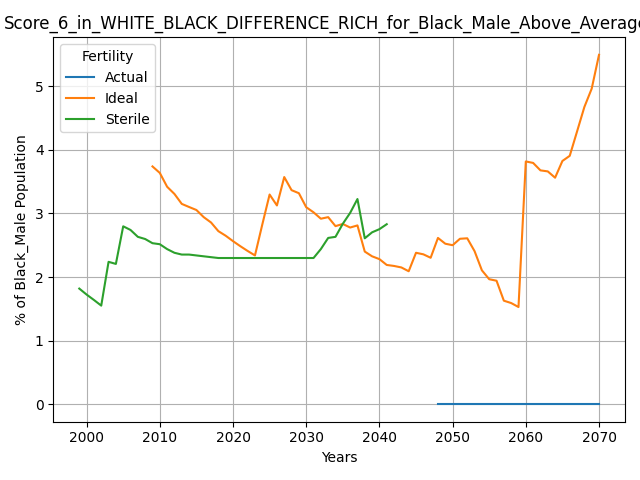 Score_6_in_WHITE_BLACK_DIFFERENCE_RICH_for_Black_Male_Above_Average
Fertility
Actual
Ideal
Sterile
% of Black_Male Population
5
4
3
2
1
0
2000 2010 2020 2030 2040 2050 2060 2070
Years